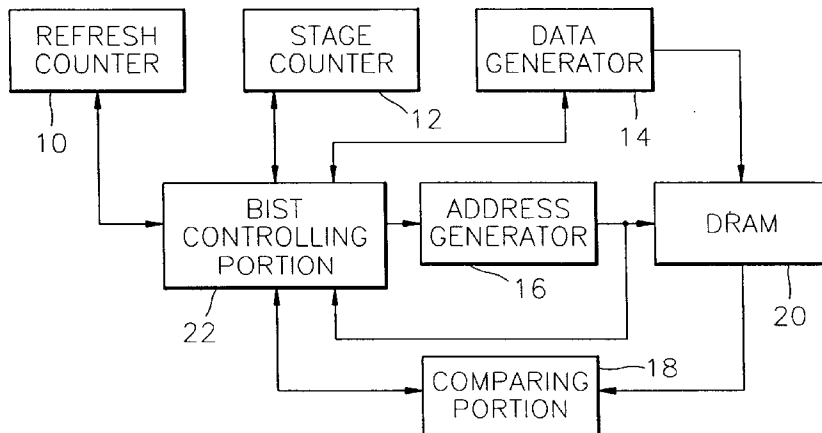 REFRESH
COUNTER
10
STAGE
COUNTER
12
DATA
GENERATOR
14
BIST
CONTROLLING
PORTION
22
ADDRESS
GENERATOR
16
DRAM
20
18
COMPARING
PORTION